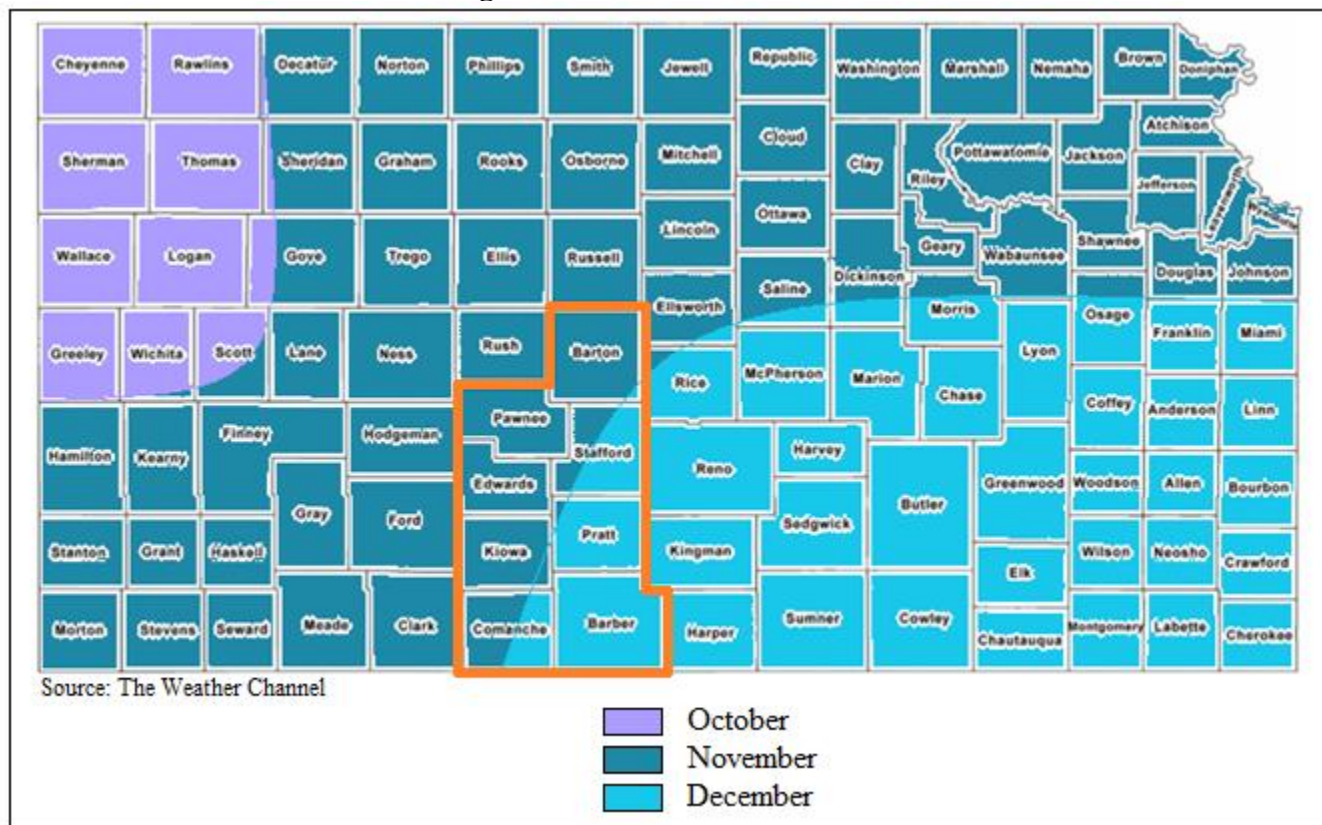 Cheyenne Rawlins Decatur Norton Phillips Smith Jewell Republic Washington Marshall Nemaha Brown Doniphan
Atchison
Sherman Thomas Sheridan Graham Rooks Osborne Mitchell Cloud Clay Riley Pottawatomie Jackson Jefferson Leavenworth Wyandotte
Wallace Logan Gove Trego Ellis Russell Lincoln Ottawa Dickinson Geary Wabaunsee Shawnee Douglas Johnson
Greeley Wichita Scott Lane Ness Rush Barton Ellsworth Saline Morris Osage Franklin Miami
Rice McPherson Marion Chase Lyon Coffey Anderson Linn
Hamilton Kearny Finney Hodgeman Pawnee Stafford Reno Harvey Butler Greenwood Woodson Allen Bourbon
Edwards
Stanton Grant Haskell Gray Ford Kiowa Pratt Kingman Sedgwick Elk Wilson Neosho Crawford
Morton Stevens Seward Meade Clark Comanche Barber Harper Sumner Cowley Chautauqua Montgomery Labette Cherokee
Source: The Weather Channel
October
November
December